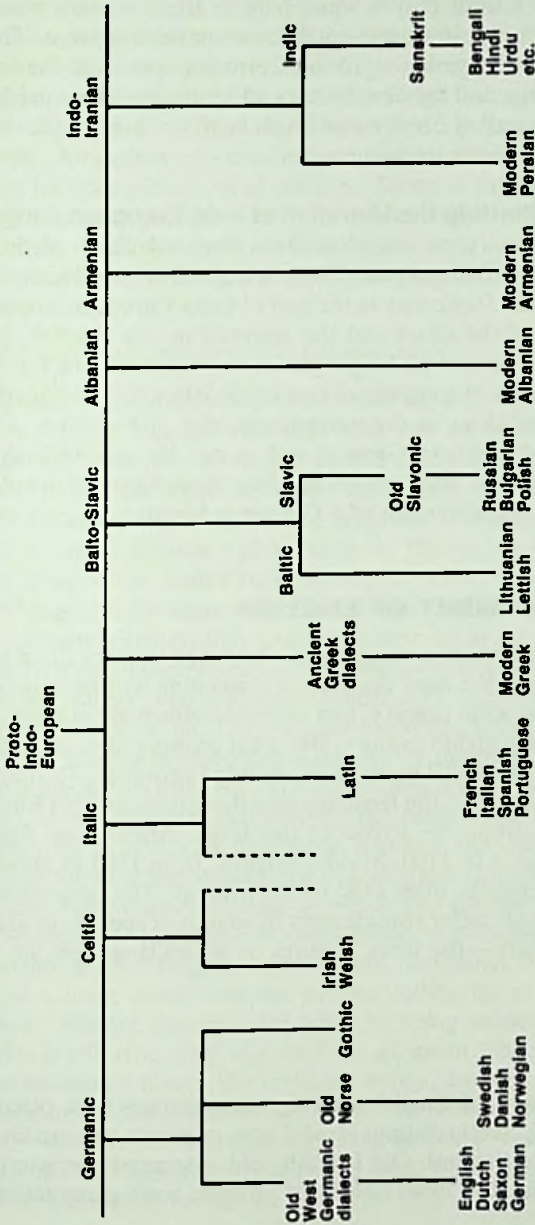 Proto-
Indo-
European
Germanic
Celtic
Italic
Balto-Slavic
Albanian
Armenian
Indo-
Iranian
Baltic
Slavic
Indic
Old
West
Germanic
dialects
Old
Norse
Gothic
Irish
Welsh
Latin
Ancient
Greek
dialects
Old
Slavonic
Sanskrit
English
Dutch
Saxon
German
Swedish
Danish
Norwegian
French
Italian
Spanish
Portuguese
Modern
Greek
Lithuanian
Lettish
Russian
Bulgarian
Polish
Modern
Albanian
Modern
Armenian
Modern
Persian
Bengali
Hindi
Urdu
etc.